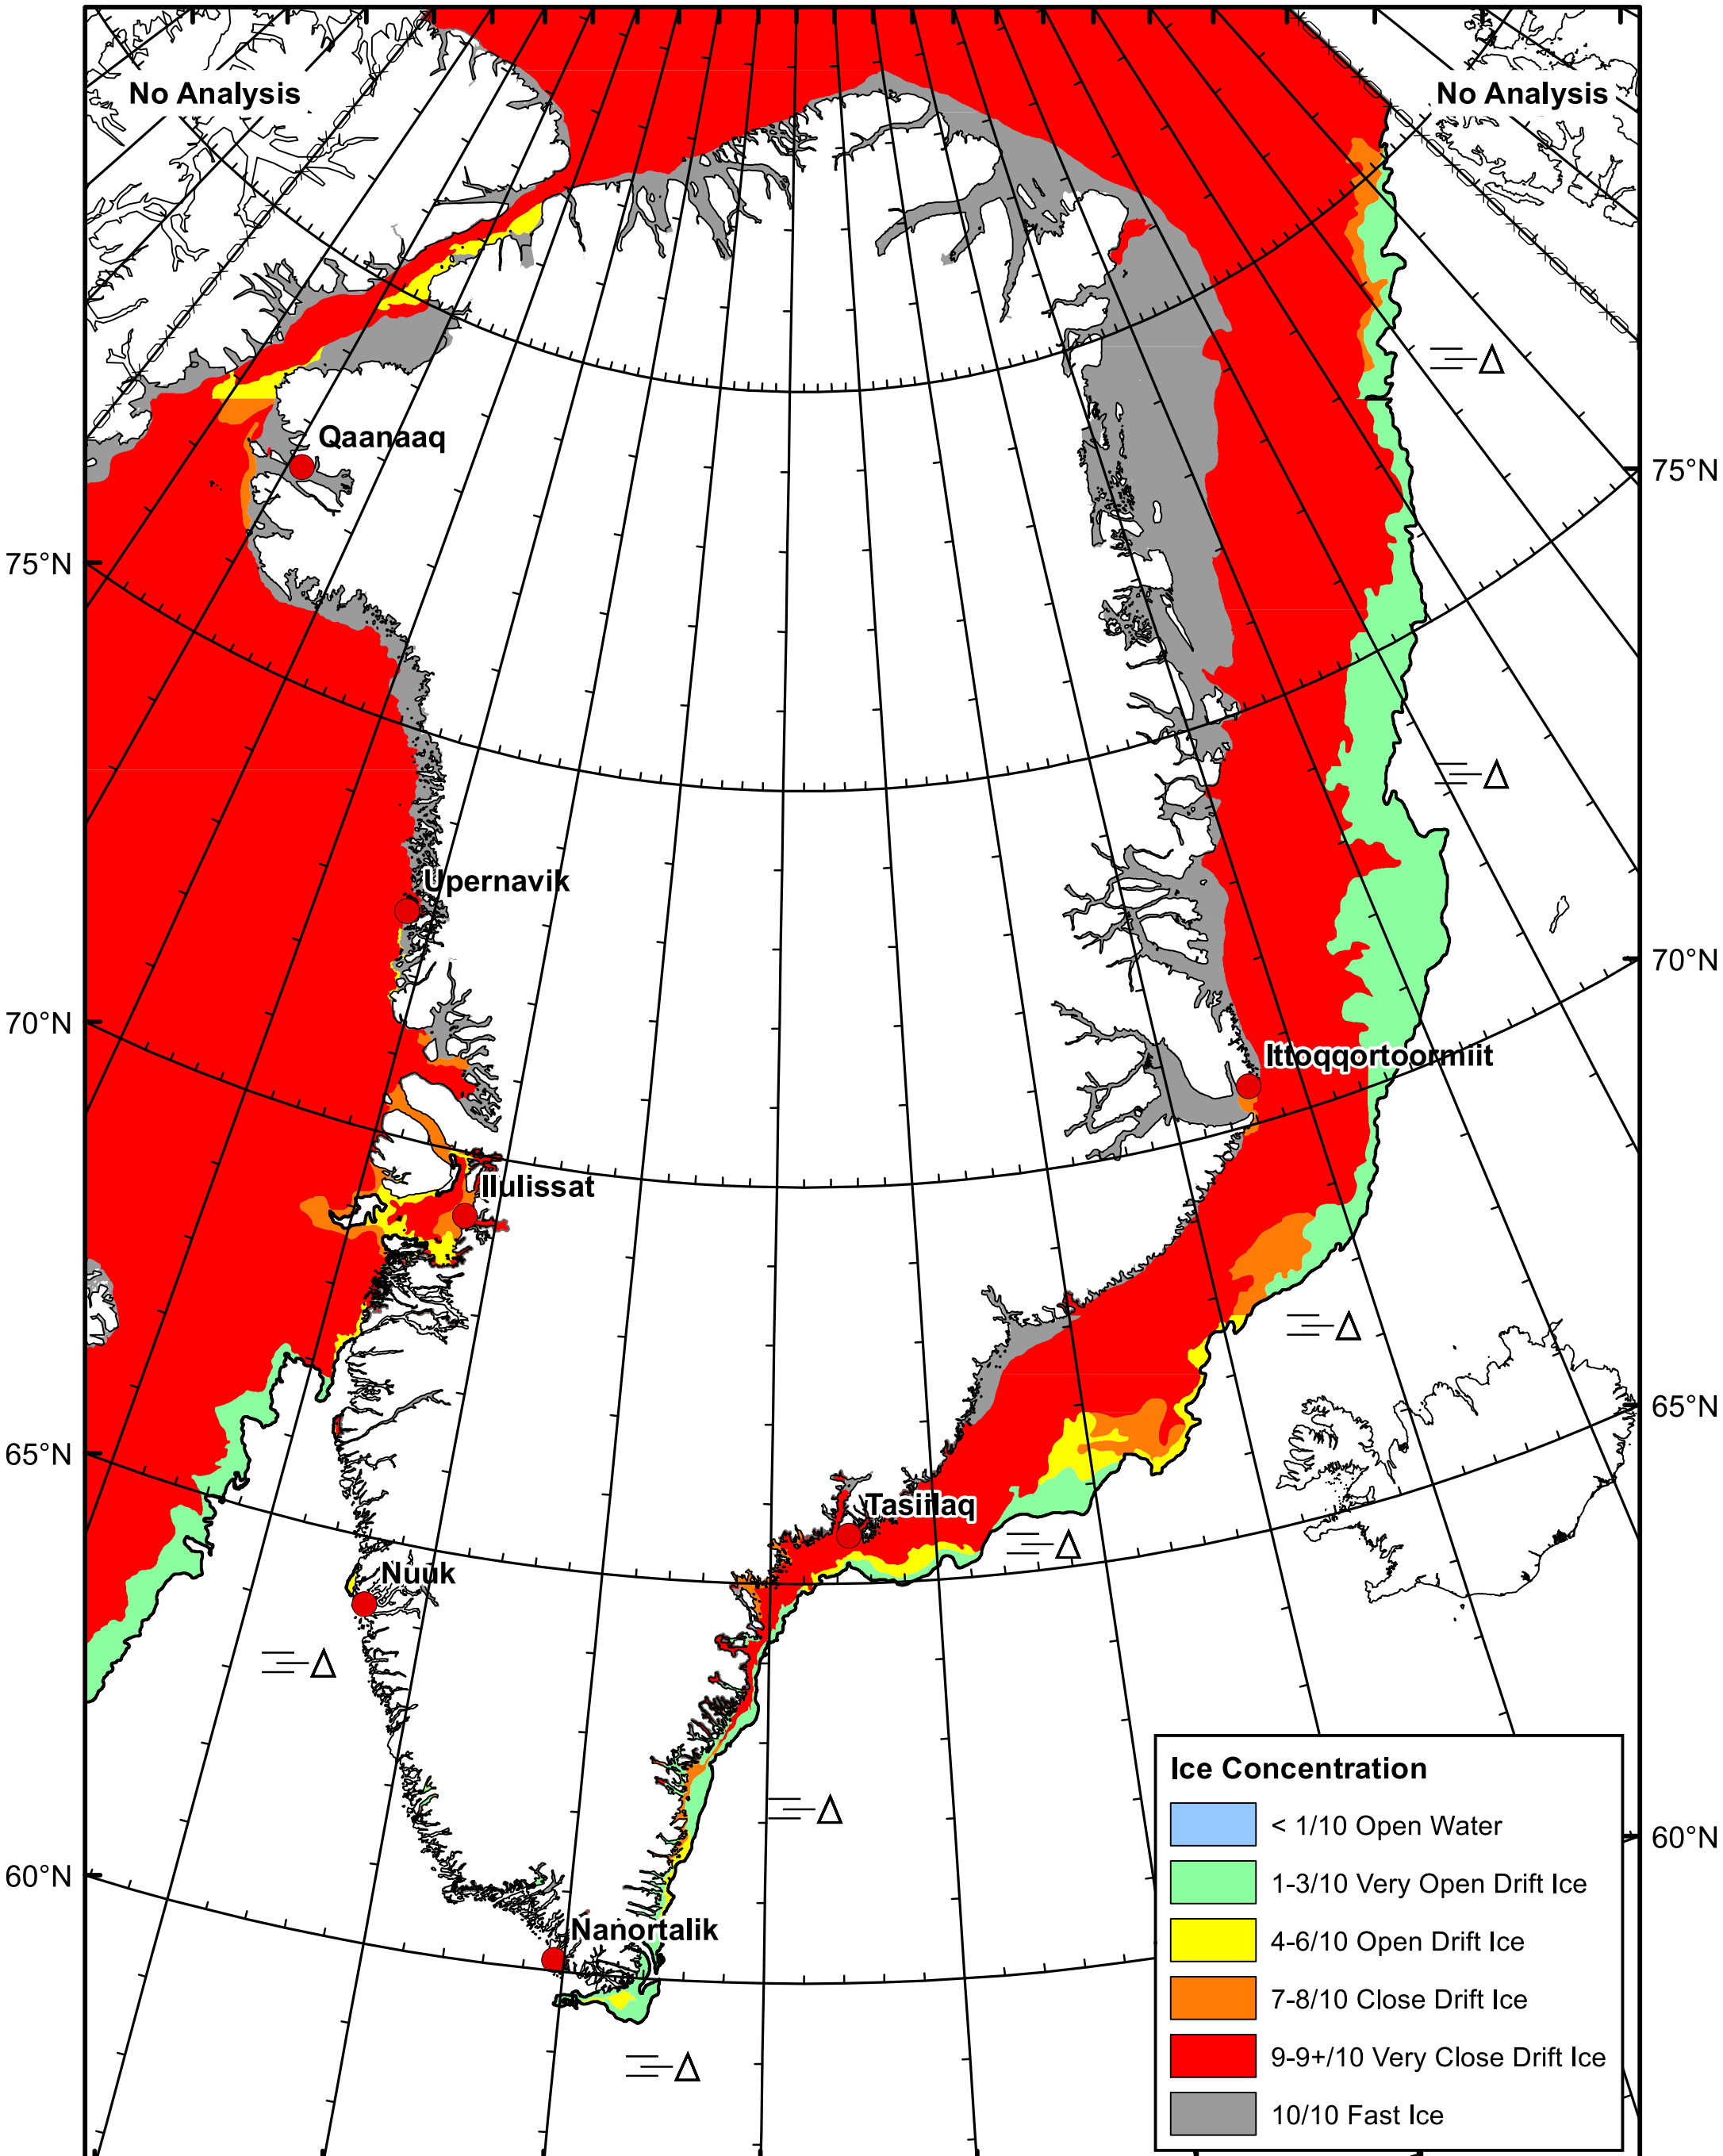 No Analysis
No Analysis
Qaanaaq
75°N
75°N
Upernavik
70°N
70°N
Ittoqqortoormiit
Ilulissat
65°N
65°N
Tasiilaq
Nuuk
60°N
60°N
Nanortalik
Ice Concentration
< 1/10 Open Water
1-3/10 Very Open Drift Ice
4-6/10 Open Drift Ice
7-8/10 Close Drift Ice
9-9+/10 Very Close Drift Ice
10/10 Fast Ice